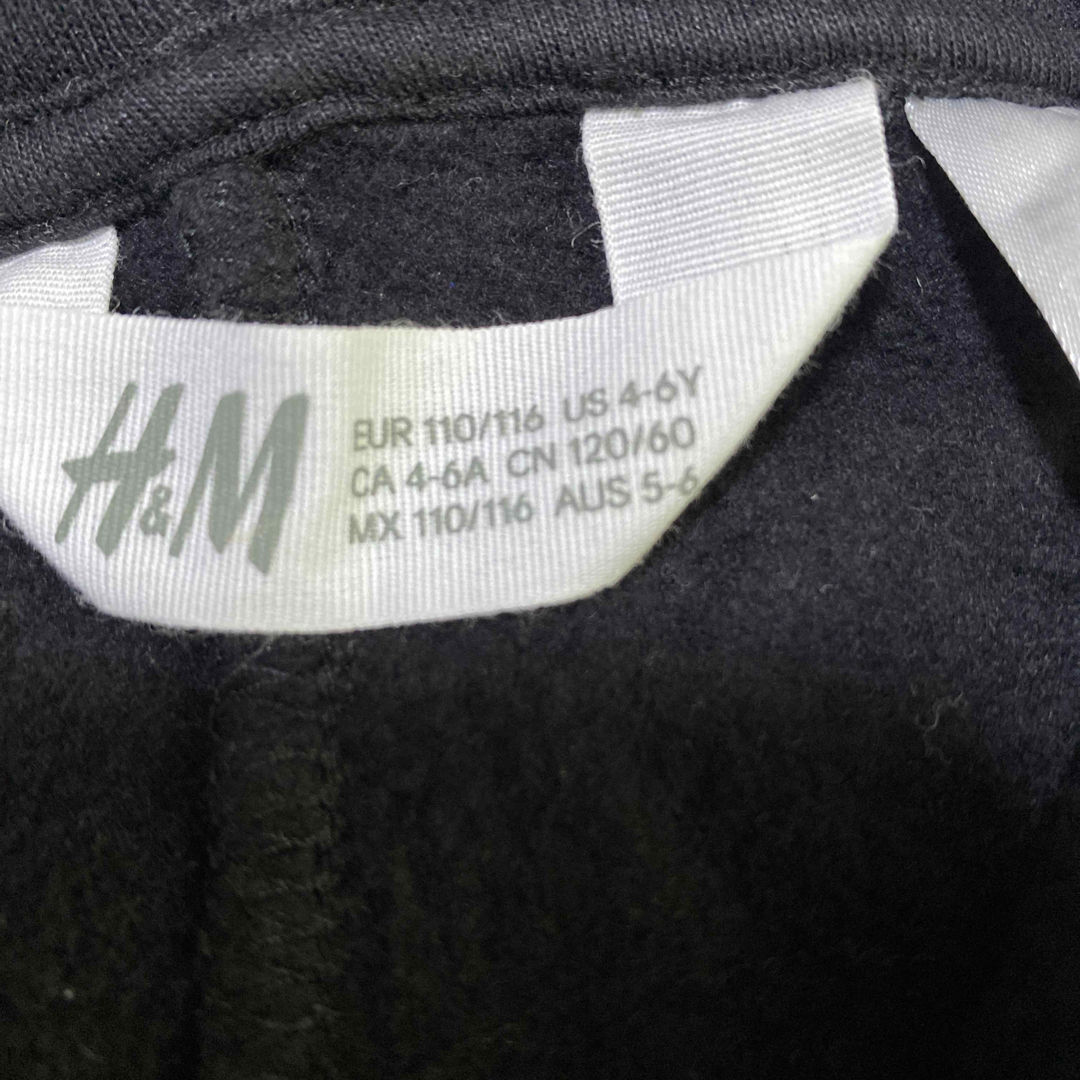 H&M
EUR 110/116 US 4-6Y
CA 4-6A CN 120/60
MX 110/116 AUS 5-6